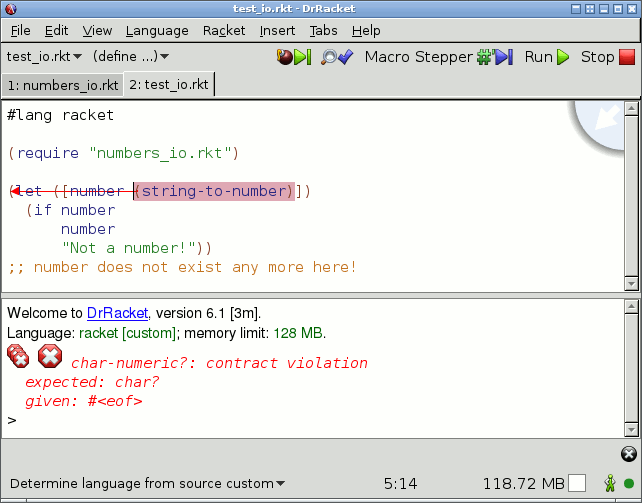 test_io.rkt - DrRacket
File Edit View Language Racket Insert Tabs Help
test_io.rkt (define ...) Macro Stepper Run Stop
1: numbers_io.rkt 2: test_io.rkt
#lang racket
(require "numbers_io.rkt")
(let ([number (string-to-number)])
(if number
number
"Not a number!"))
;; number does not exist any more here!
Welcome to DrRacket, version 6.1 [3m].
Language: racket [custom]; memory limit: 128 MB.
char-numeric?: contract violation
expected: char?
given: #<eof>
>
Determine language from source custom 5:14 118.72 MB